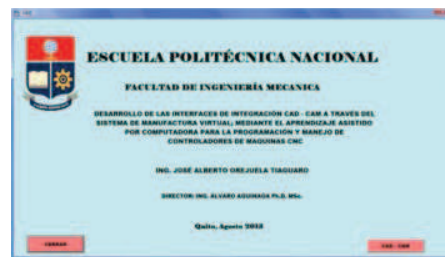 ESCUELA POLITÉCNICA NACIONAL
FACULTAD DE INGENIERÍA MECANICA
DESARROLLO DE LAS INTERFACES DE INTEGRACIÓN CAD - CAM A TRAVÉS DEL
SISTEMA DE MANUFACTURA VIRTUAL; MEDIANTE EL APRENDIZAJE ASISTIDO
POR COMPUTADORA PARA LA PROGRAMACIÓN Y MANEJO DE
CONTROLADORES DE MAQUINAS CNC
ING. JOSÉ ALBERTO OREJUELA TIAGUARO
DIRECTOR: ING. ALVARO AGUINAGA Ph.D. MSc.
Quito, Agosto
CAD - CAM